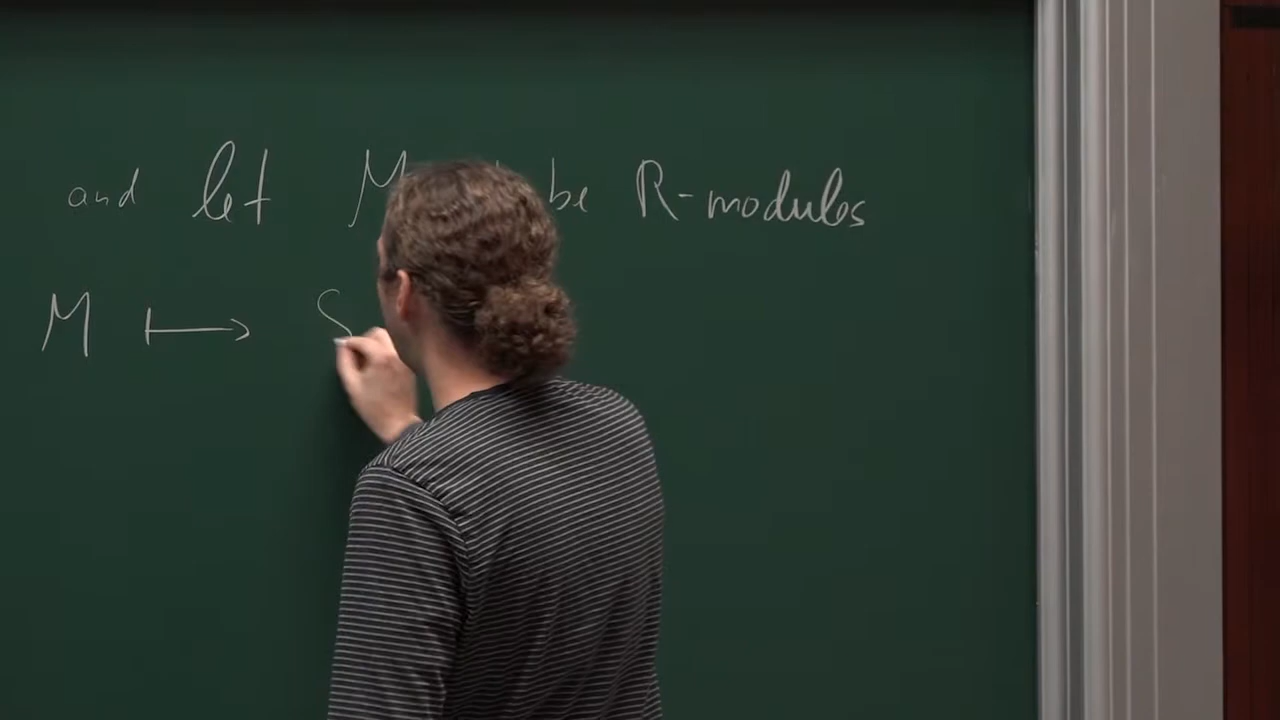 and let M be R-modules
M ⟼ S